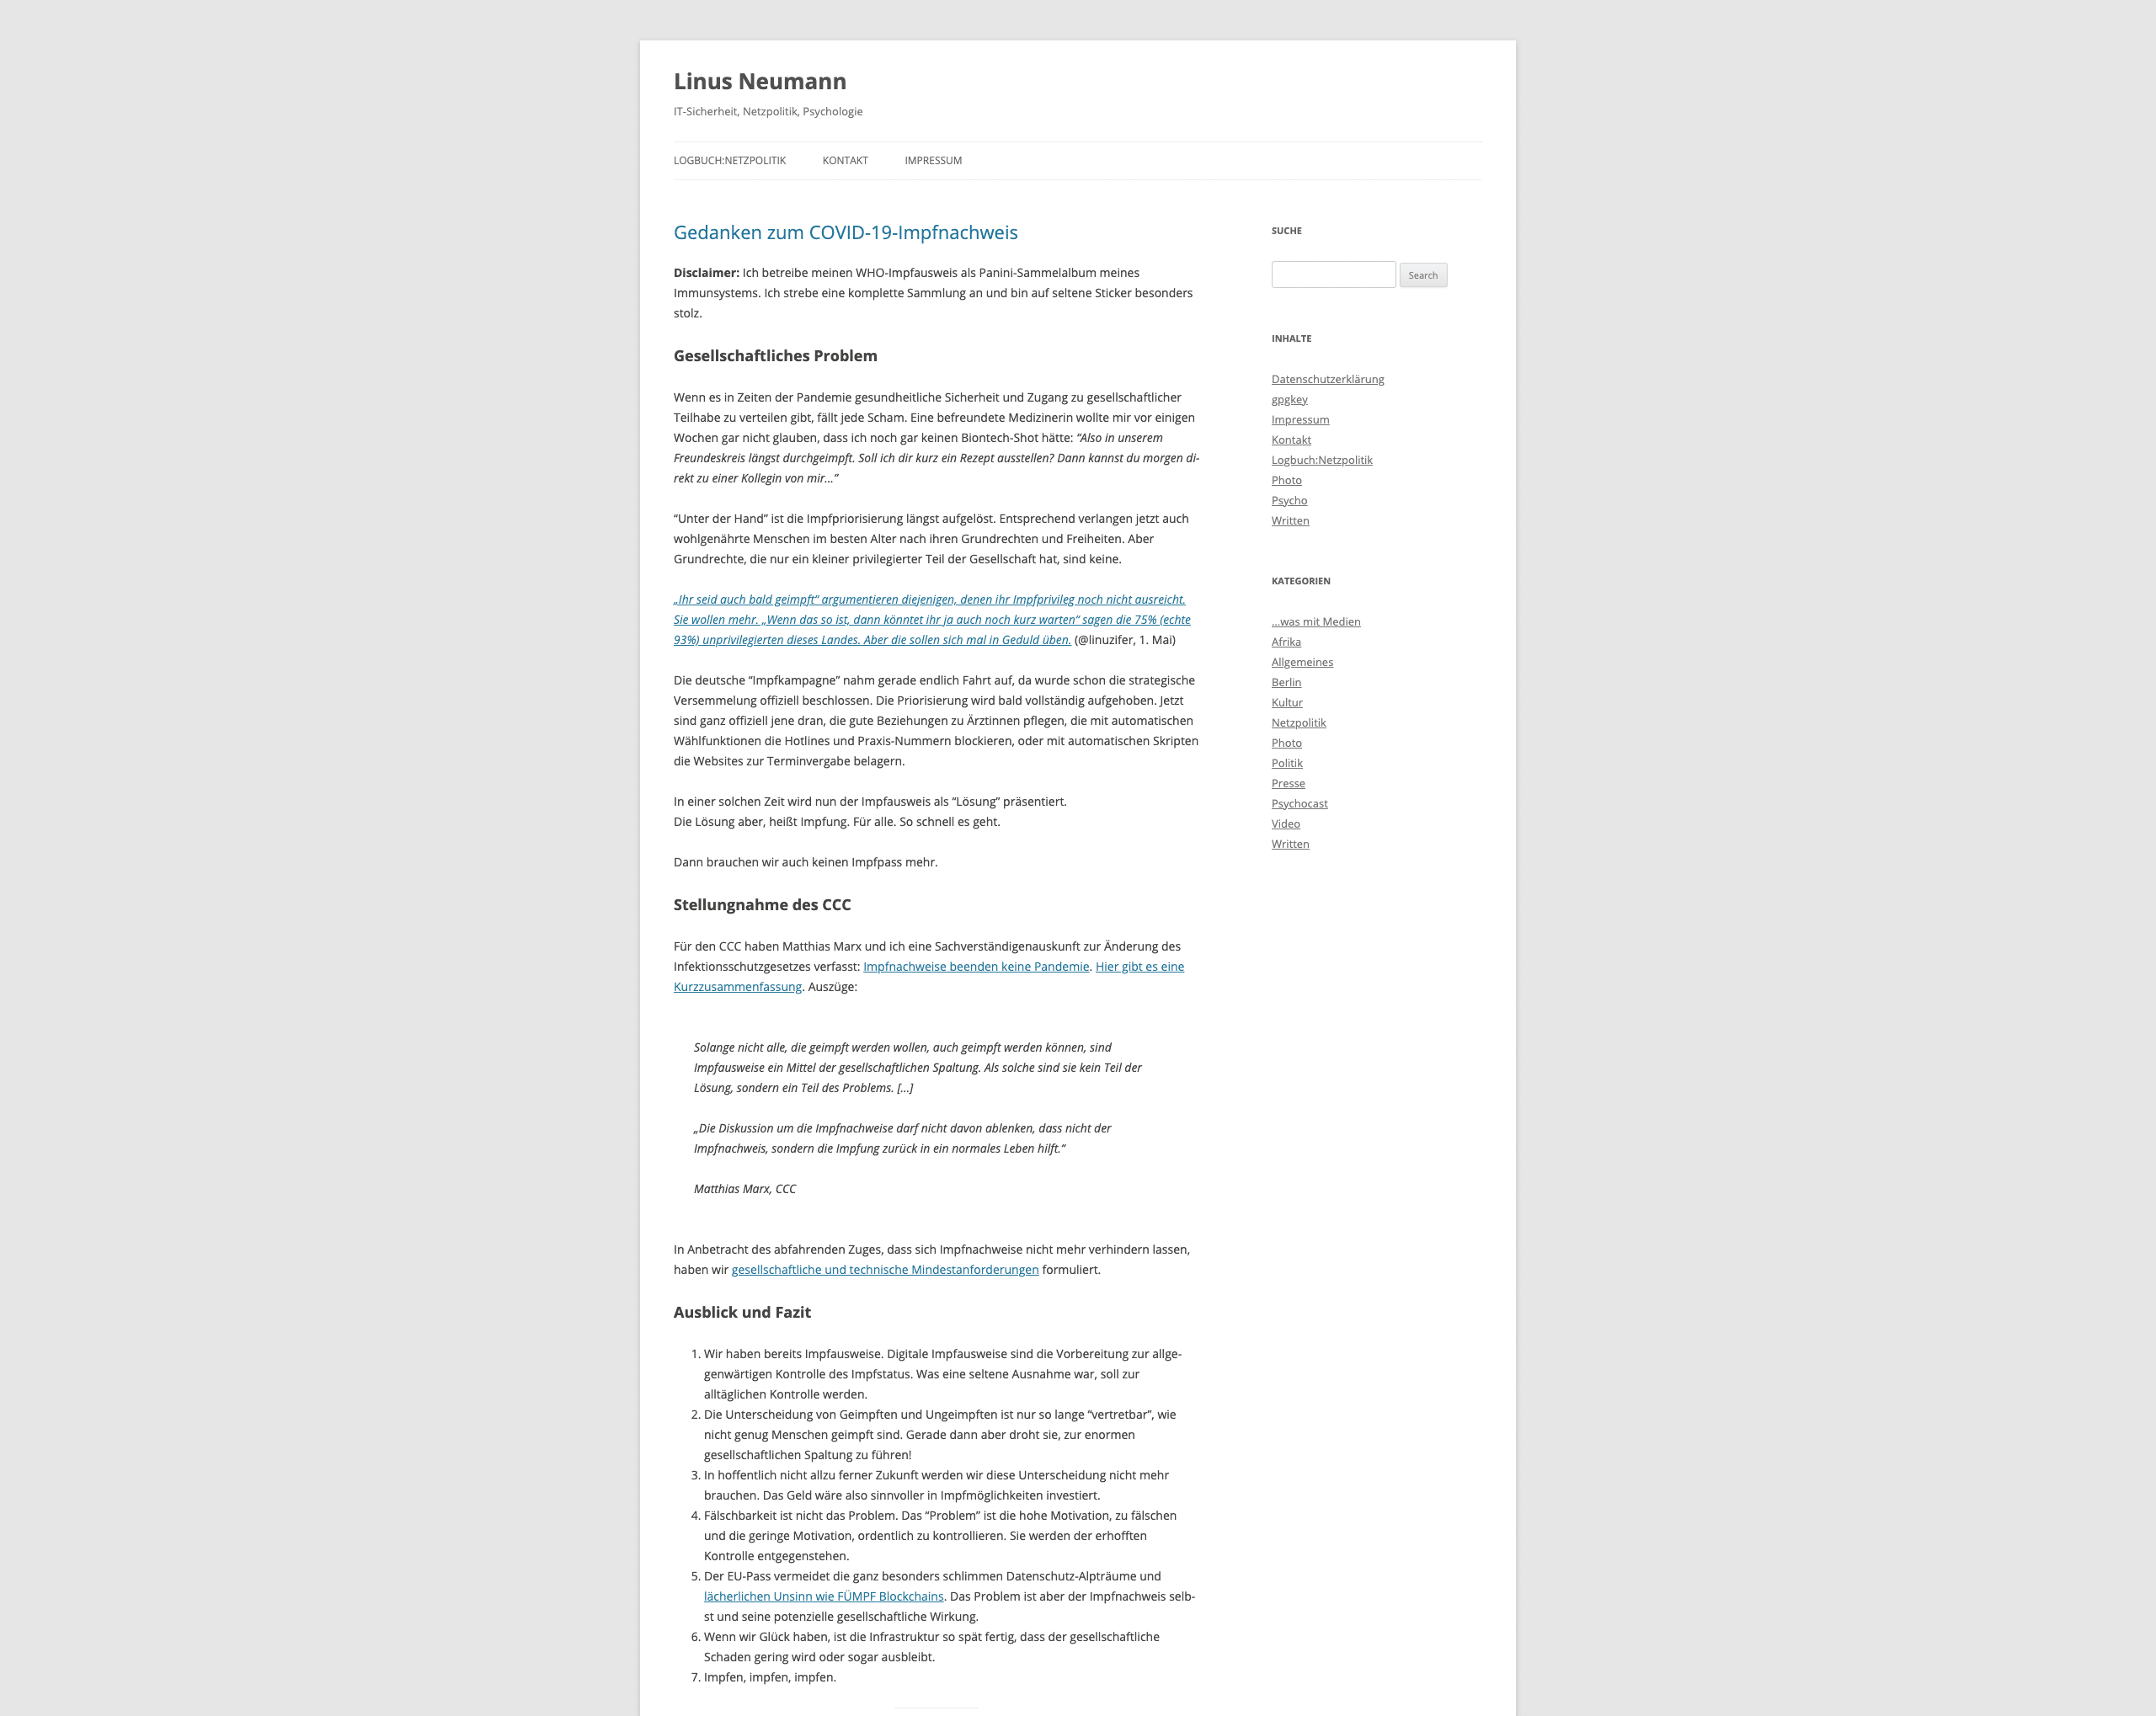 Linus Neumann
IT-Sicherheit, Netzpolitik, Psychologie
LOGBUCH:NETZPOLITIK
KONTAKT
IMPRESSUM
Gedanken zum COVID-19-Impfnachweis
Disclaimer: Ich betreibe meinen WHO-Impfausweis als Panini-Sammelalbum meines
Immunsystems. Ich strebe eine komplette Sammlung an und bin auf seltene Sticker besonders
stolz.
Gesellschaftliches Problem
Wenn es in Zeiten der Pandemie gesundheitliche Sicherheit und Zugang zu gesellschaftlicher
Teilhabe zu verteilen gibt, fällt jede Scham. Eine befreundete Medizinerin wollte mir vor einigen
Wochen gar nicht glauben, dass ich noch gar keinen Biontech-Shot hätte: “Also in unserem
Freundeskreis längst durchgeimpft. Soll ich dir kurz ein Rezept ausstellen? Dann kannst du morgen di-
rekt zu einer Kollegin von mir…”
“Unter der Hand” ist die Impfpriorisierung längst aufgelöst. Entsprechend verlangen jetzt auch
wohlgenährte Menschen im besten Alter nach ihren Grundrechten und Freiheiten. Aber
Grundrechte, die nur ein kleiner privilegierter Teil der Gesellschaft hat, sind keine.
„Ihr seid auch bald geimpft“ argumentieren diejenigen, denen ihr Impfprivileg noch nicht ausreicht.
Sie wollen mehr. „Wenn das so ist, dann könntet ihr ja auch noch kurz warten“ sagen die 75% (echte
93%) unprivilegierten dieses Landes. Aber die sollen sich mal in Geduld üben. (@linuzifer, 1. Mai)
Die deutsche “Impfkampagne” nahm gerade endlich Fahrt auf, da wurde schon die strategische
Versemmelung offiziell beschlossen. Die Priorisierung wird bald vollständig aufgehoben. Jetzt
sind ganz offiziell jene dran, die gute Beziehungen zu Ärztinnen pflegen, die mit automatischen
Wählfunktionen die Hotlines und Praxis-Nummern blockieren, oder mit automatischen Skripten
die Websites zur Terminvergabe belagern.
In einer solchen Zeit wird nun der Impfausweis als “Lösung” präsentiert.
Die Lösung aber, heißt Impfung. Für alle. So schnell es geht.
Dann brauchen wir auch keinen Impfpass mehr.
Stellungnahme des CCC
Für den CCC haben Matthias Marx und ich eine Sachverständigenauskunft zur Änderung des
Infektionsschutzgesetzes verfasst: Impfnachweise beenden keine Pandemie. Hier gibt es eine
Kurzzusammenfassung. Auszüge:
Solange nicht alle, die geimpft werden wollen, auch geimpft werden können, sind
Impfausweise ein Mittel der gesellschaftlichen Spaltung. Als solche sind sie kein Teil der
Lösung, sondern ein Teil des Problems. […]
„Die Diskussion um die Impfnachweise darf nicht davon ablenken, dass nicht der
Impfnachweis, sondern die Impfung zurück in ein normales Leben hilft.“
Matthias Marx, CCC
In Anbetracht des abfahrenden Zuges, dass sich Impfnachweise nicht mehr verhindern lassen,
haben wir gesellschaftliche und technische Mindestanforderungen formuliert.
Ausblick und Fazit
1. Wir haben bereits Impfausweise. Digitale Impfausweise sind die Vorbereitung zur allge-
genwärtigen Kontrolle des Impfstatus. Was eine seltene Ausnahme war, soll zur
alltäglichen Kontrolle werden.
2. Die Unterscheidung von Geimpften und Ungeimpften ist nur so lange “vertretbar”, wie
nicht genug Menschen geimpft sind. Gerade dann aber droht sie, zur enormen
gesellschaftlichen Spaltung zu führen!
3. In hoffentlich nicht allzu ferner Zukunft werden wir diese Unterscheidung nicht mehr
brauchen. Das Geld wäre also sinnvoller in Impfmöglichkeiten investiert.
4. Fälschbarkeit ist nicht das Problem. Das “Problem” ist die hohe Motivation, zu fälschen
und die geringe Motivation, ordentlich zu kontrollieren. Sie werden der erhofften
Kontrolle entgegenstehen.
5. Der EU-Pass vermeidet die ganz besonders schlimmen Datenschutz-Alpträume und
lächerlichen Unsinn wie FÜMPF Blockchains. Das Problem ist aber der Impfnachweis selb-
st und seine potenzielle gesellschaftliche Wirkung.
6. Wenn wir Glück haben, ist die Infrastruktur so spät fertig, dass der gesellschaftliche
Schaden gering wird oder sogar ausbleibt.
7. Impfen, impfen, impfen.
SUCHE
Search
INHALTE
Datenschutzerklärung
gpgkey
Impressum
Kontakt
Logbuch:Netzpolitik
Photo
Psycho
Written
KATEGORIEN
…was mit Medien
Afrika
Allgemeines
Berlin
Kultur
Netzpolitik
Photo
Politik
Presse
Psychocast
Video
Written